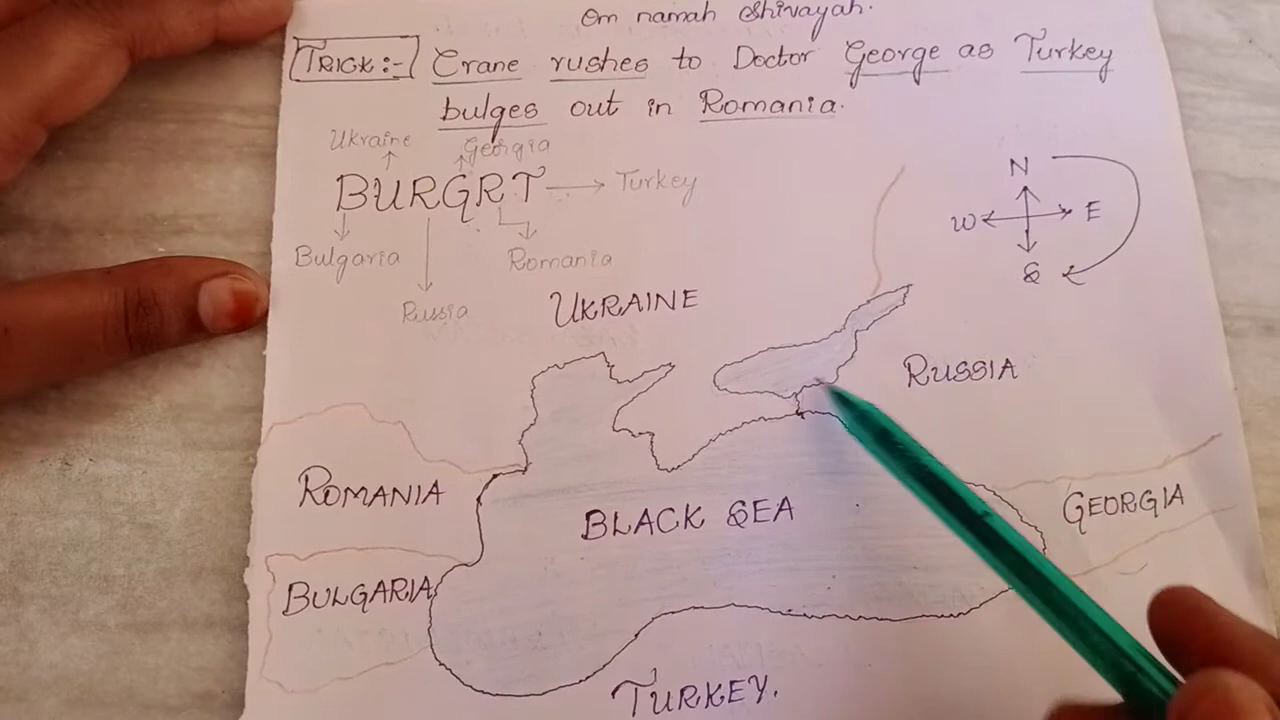 Om namah Shivayah.
TRICK:- Crane rushes to Doctor George as Turkey
bulges out in Romania.
Ukraine Georgia
BURGRT Turkey
Bulgaria Romania
Russia
N
W E
S
UKRAINE
RUSSIA
ROMANIA
GEORGIA
BLACK SEA
BULGARIA
TURKEY.